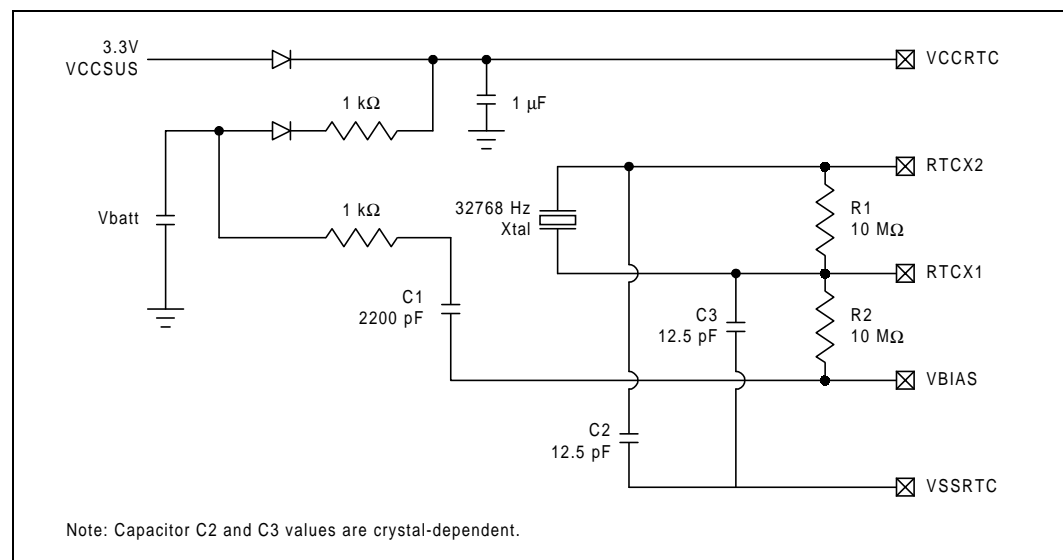 3.3V
VCCSUS
VCCRTC
1 kΩ
1 μF
RTCX2
Vbatt
1 kΩ
32768 Hz
Xtal
R1
10 MΩ
RTCX1
C1
2200 pF
C3
12.5 pF
R2
10 MΩ
VBIAS
C2
12.5 pF
VSSRTC
Note: Capacitor C2 and C3 values are crystal-dependent.